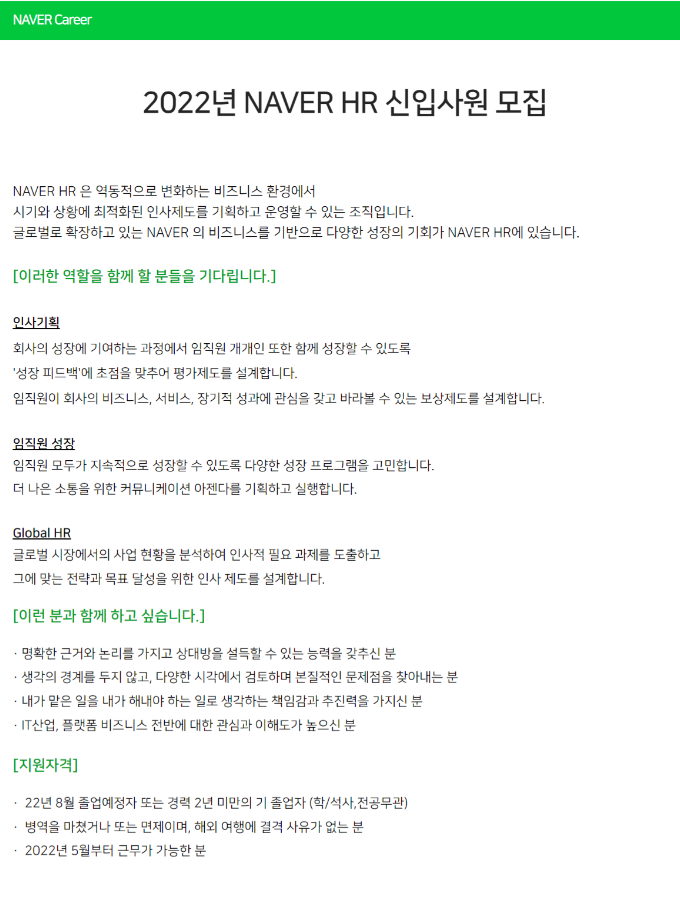 NAVER Career
2022년 NAVER HR 신입사원 모집
NAVER HR 은 역동적으로 변화하는 비즈니스 환경에서
시기와 상황에 최적화된 인사제도를 기획하고 운영할 수 있는 조직입니다.
글로벌로 확장하고 있는 NAVER 의 비즈니스를 기반으로 다양한 성장의 기회가 NAVER HR에 있습니다.
[이러한 역할을 함께 할 분들을 기다립니다.]
인사기획
회사의 성장에 기여하는 과정에서 임직원 개개인 또한 함께 성장할 수 있도록
'성장 피드백'에 초점을 맞추어 평가제도를 설계합니다.
임직원이 회사의 비즈니스, 서비스, 장기적 성과에 관심을 갖고 바라볼 수 있는 보상제도를 설계합니다.
임직원 성장
임직원 모두가 지속적으로 성장할 수 있도록 다양한 성장 프로그램을 고민합니다.
더 나은 소통을 위한 커뮤니케이션 아젠다를 기획하고 실행합니다.
Global HR
글로벌 시장에서의 사업 현황을 분석하여 인사적 필요 과제를 도출하고
그에 맞는 전략과 목표 달성을 위한 인사 제도를 설계합니다.
[이런 분과 함께 하고 싶습니다.]
· 명확한 근거와 논리를 가지고 상대방을 설득할 수 있는 능력을 갖추신 분
· 생각의 경계를 두지 않고, 다양한 시각에서 검토하며 본질적인 문제점을 찾아내는 분
· 내가 맡은 일을 내가 해내야 하는 일로 생각하는 책임감과 추진력을 가지신 분
· IT산업, 플랫폼 비즈니스 전반에 대한 관심과 이해도가 높으신 분
[지원자격]
· 22년 8월 졸업예정자 또는 경력 2년 미만의 기 졸업자 (학/석사,전공무관)
· 병역을 마쳤거나 또는 면제이며, 해외 여행에 결격 사유가 없는 분
· 2022년 5월부터 근무가 가능한 분